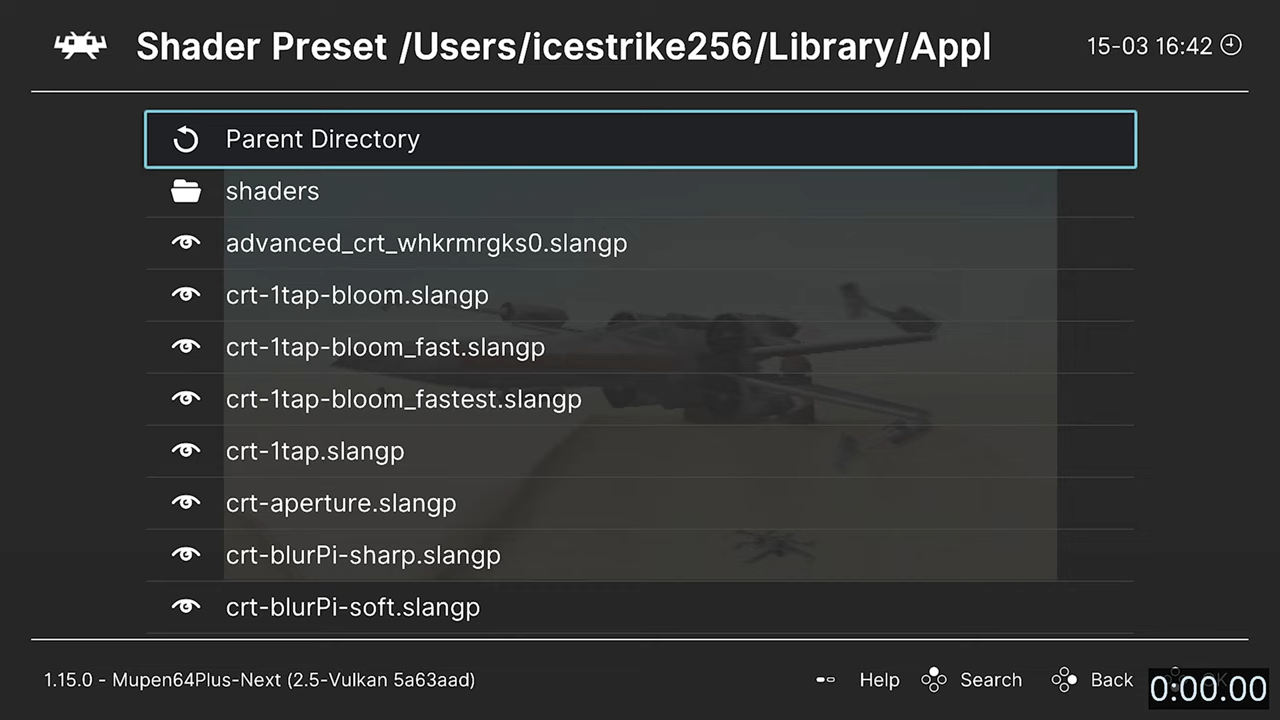 Shader Preset /Users/icestrike256/Library/Appl
15-03 16:42
Parent Directory
shaders
advanced_crt_whkrmrgks0.slangp
crt-1tap-bloom.slangp
crt-1tap-bloom_fast.slangp
crt-1tap-bloom_fastest.slangp
crt-1tap.slangp
crt-aperture.slangp
crt-blurPi-sharp.slangp
crt-blurPi-soft.slangp
1.15.0 - Mupen64Plus-Next (2.5-Vulkan 5a63aad)
Help
Search
Back
0:00.00